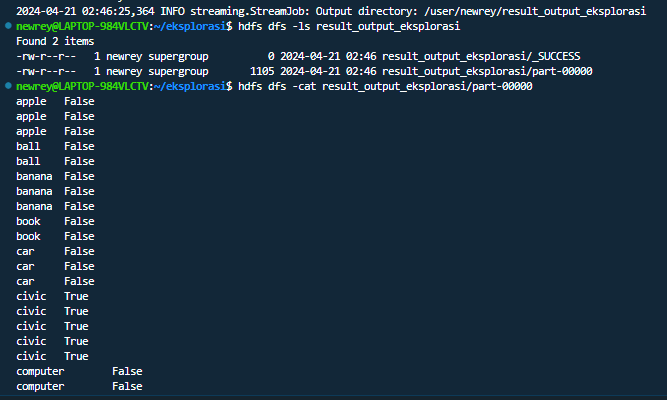 2024-04-21 02:46:25,364 INFO streaming.StreamJob: Output directory: /user/newrey/result_output_eksplorasi
newrey@LAPTOP-984VLCTV:~/eksplorasi$ hdfs dfs -ls result_output_eksplorasi
Found 2 items
-rw-r--r--   1 newrey supergroup          0 2024-04-21 02:46 result_output_eksplorasi/_SUCCESS
-rw-r--r--   1 newrey supergroup       1105 2024-04-21 02:46 result_output_eksplorasi/part-00000
newrey@LAPTOP-984VLCTV:~/eksplorasi$ hdfs dfs -cat result_output_eksplorasi/part-00000
apple   False
apple   False
apple   False
ball    False
ball    False
banana  False
banana  False
banana  False
book    False
book    False
car     False
car     False
car     False
civic   True
civic   True
civic   True
civic   True
civic   True
computer        False
computer        False